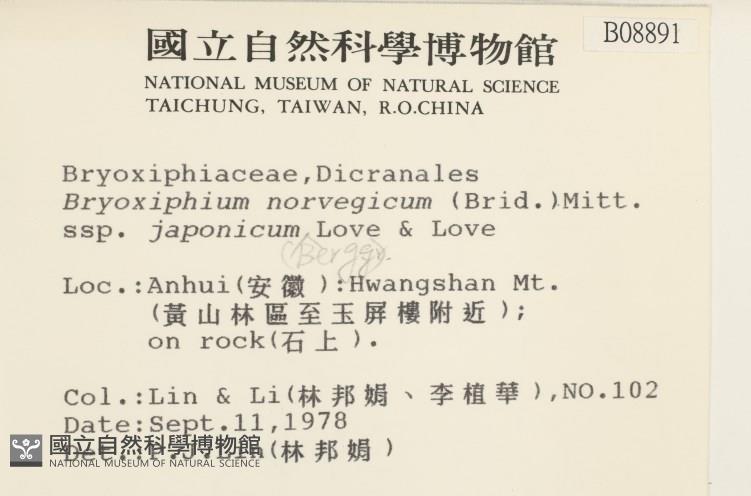 B08891
國立自然科學博物館
NATIONAL MUSEUM OF NATURAL SCIENCE
TAICHUNG, TAIWAN, R.O.CHINA
Bryoxiphiaceae,Dicranales
Bryoxiphium norvegicum (Brid.)Mitt.
ssp. japonicum Love & Love
(Berggr.
Loc.:Anhui(安徽):Hwangshan Mt.
(黃山林區至玉屏樓附近);
on rock(石上).
Col.:Lin & Li(林邦娟、李植華),NO.102
Date:Sept.11,1978
Lin(林邦娟)
國立自然科學博物館
NATIONAL MUSEUM OF NATURAL SCIENCE